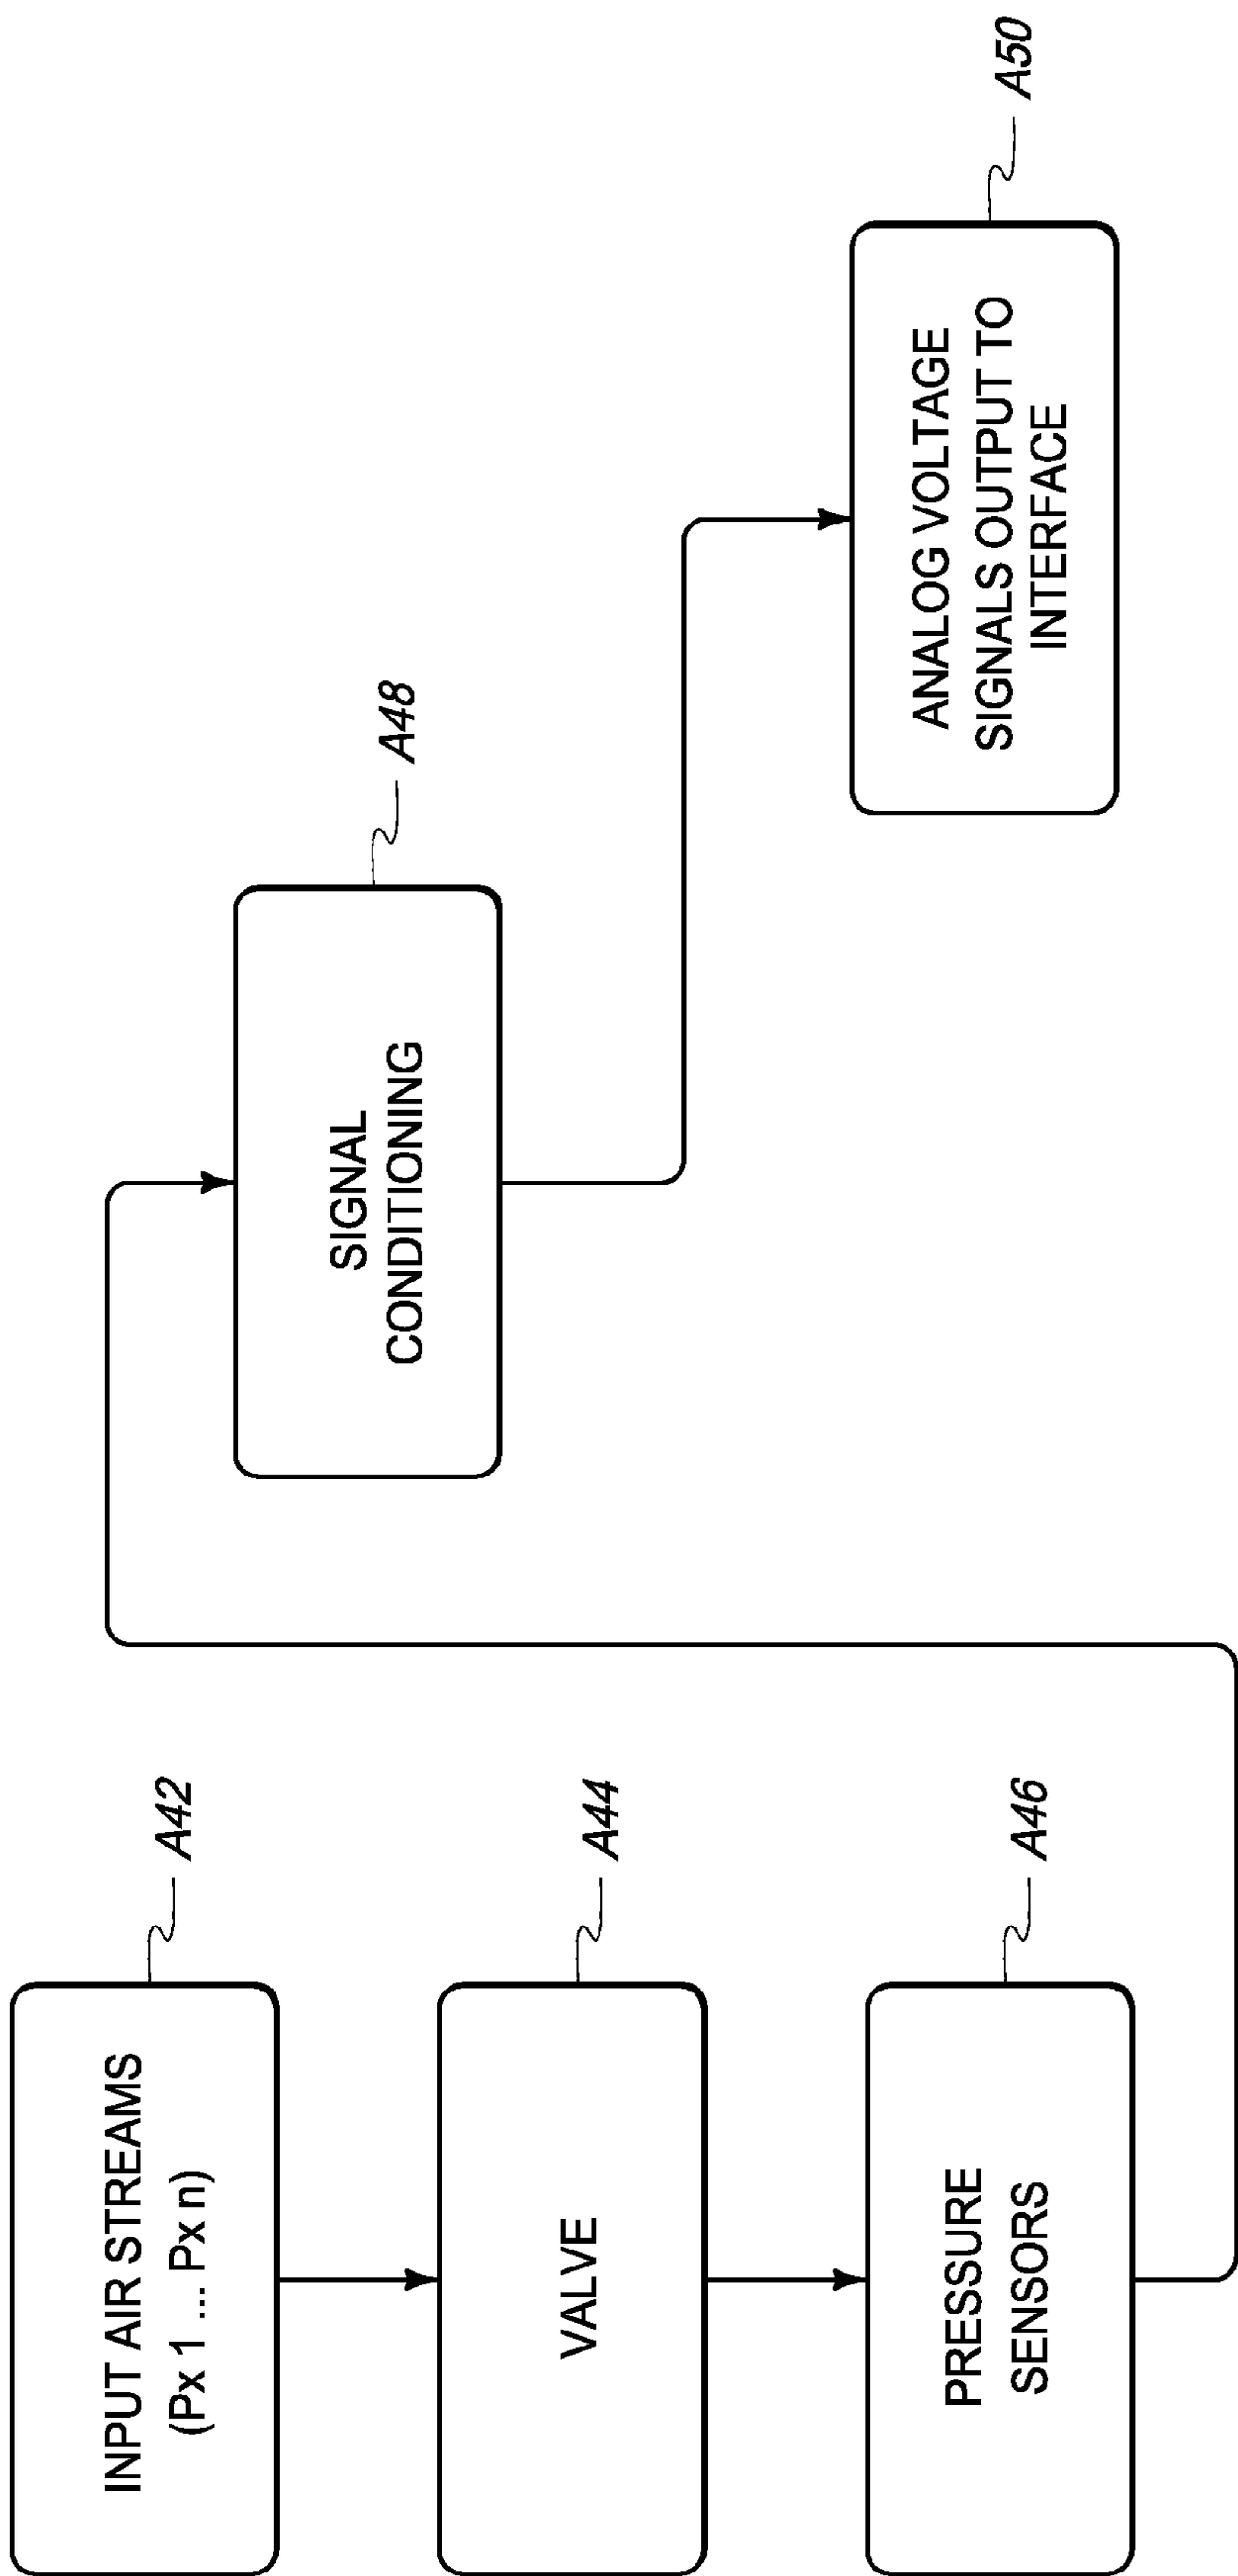 INPUT AIR STREAMS
(Px 1 ... Px n)
A42
VALVE
A44
PRESSURE
SENSORS
A46
SIGNAL
CONDITIONING
A48
ANALOG VOLTAGE
SIGNALS OUTPUT TO
INTERFACE
A50